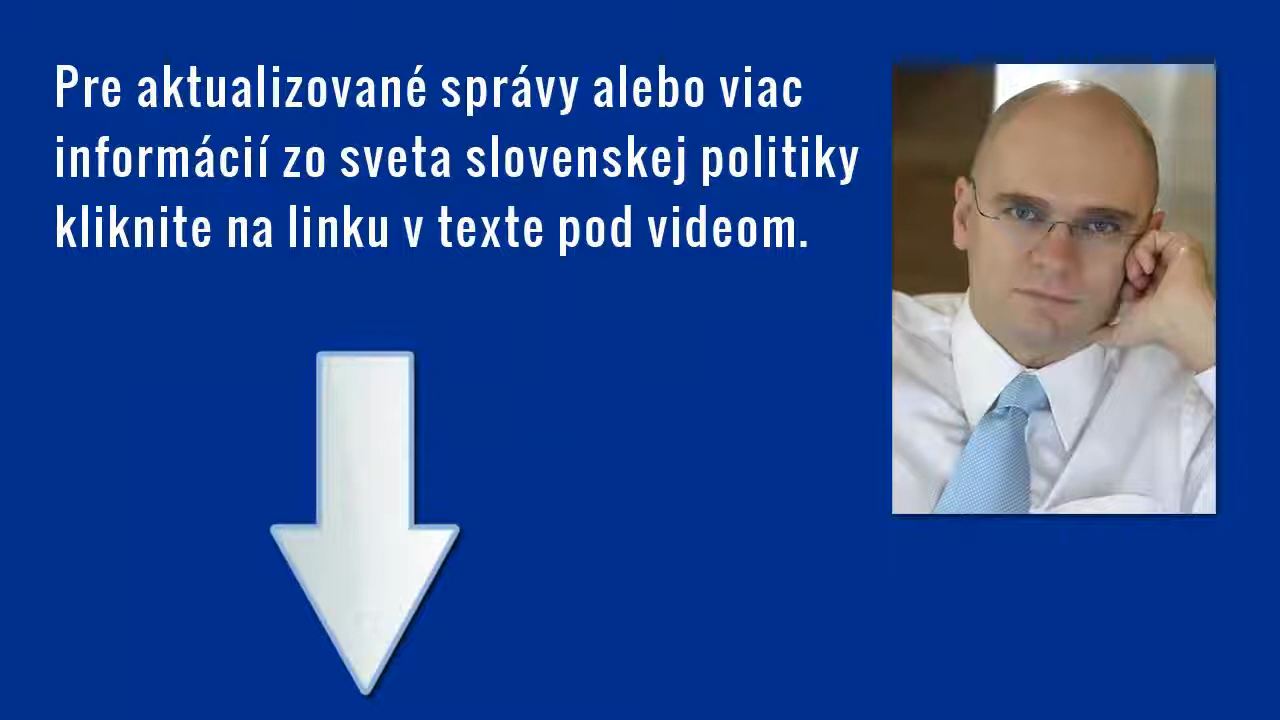 Pre aktualizované správy alebo viac
informácií zo sveta slovenskej politiky
kliknite na linku v texte pod videom.